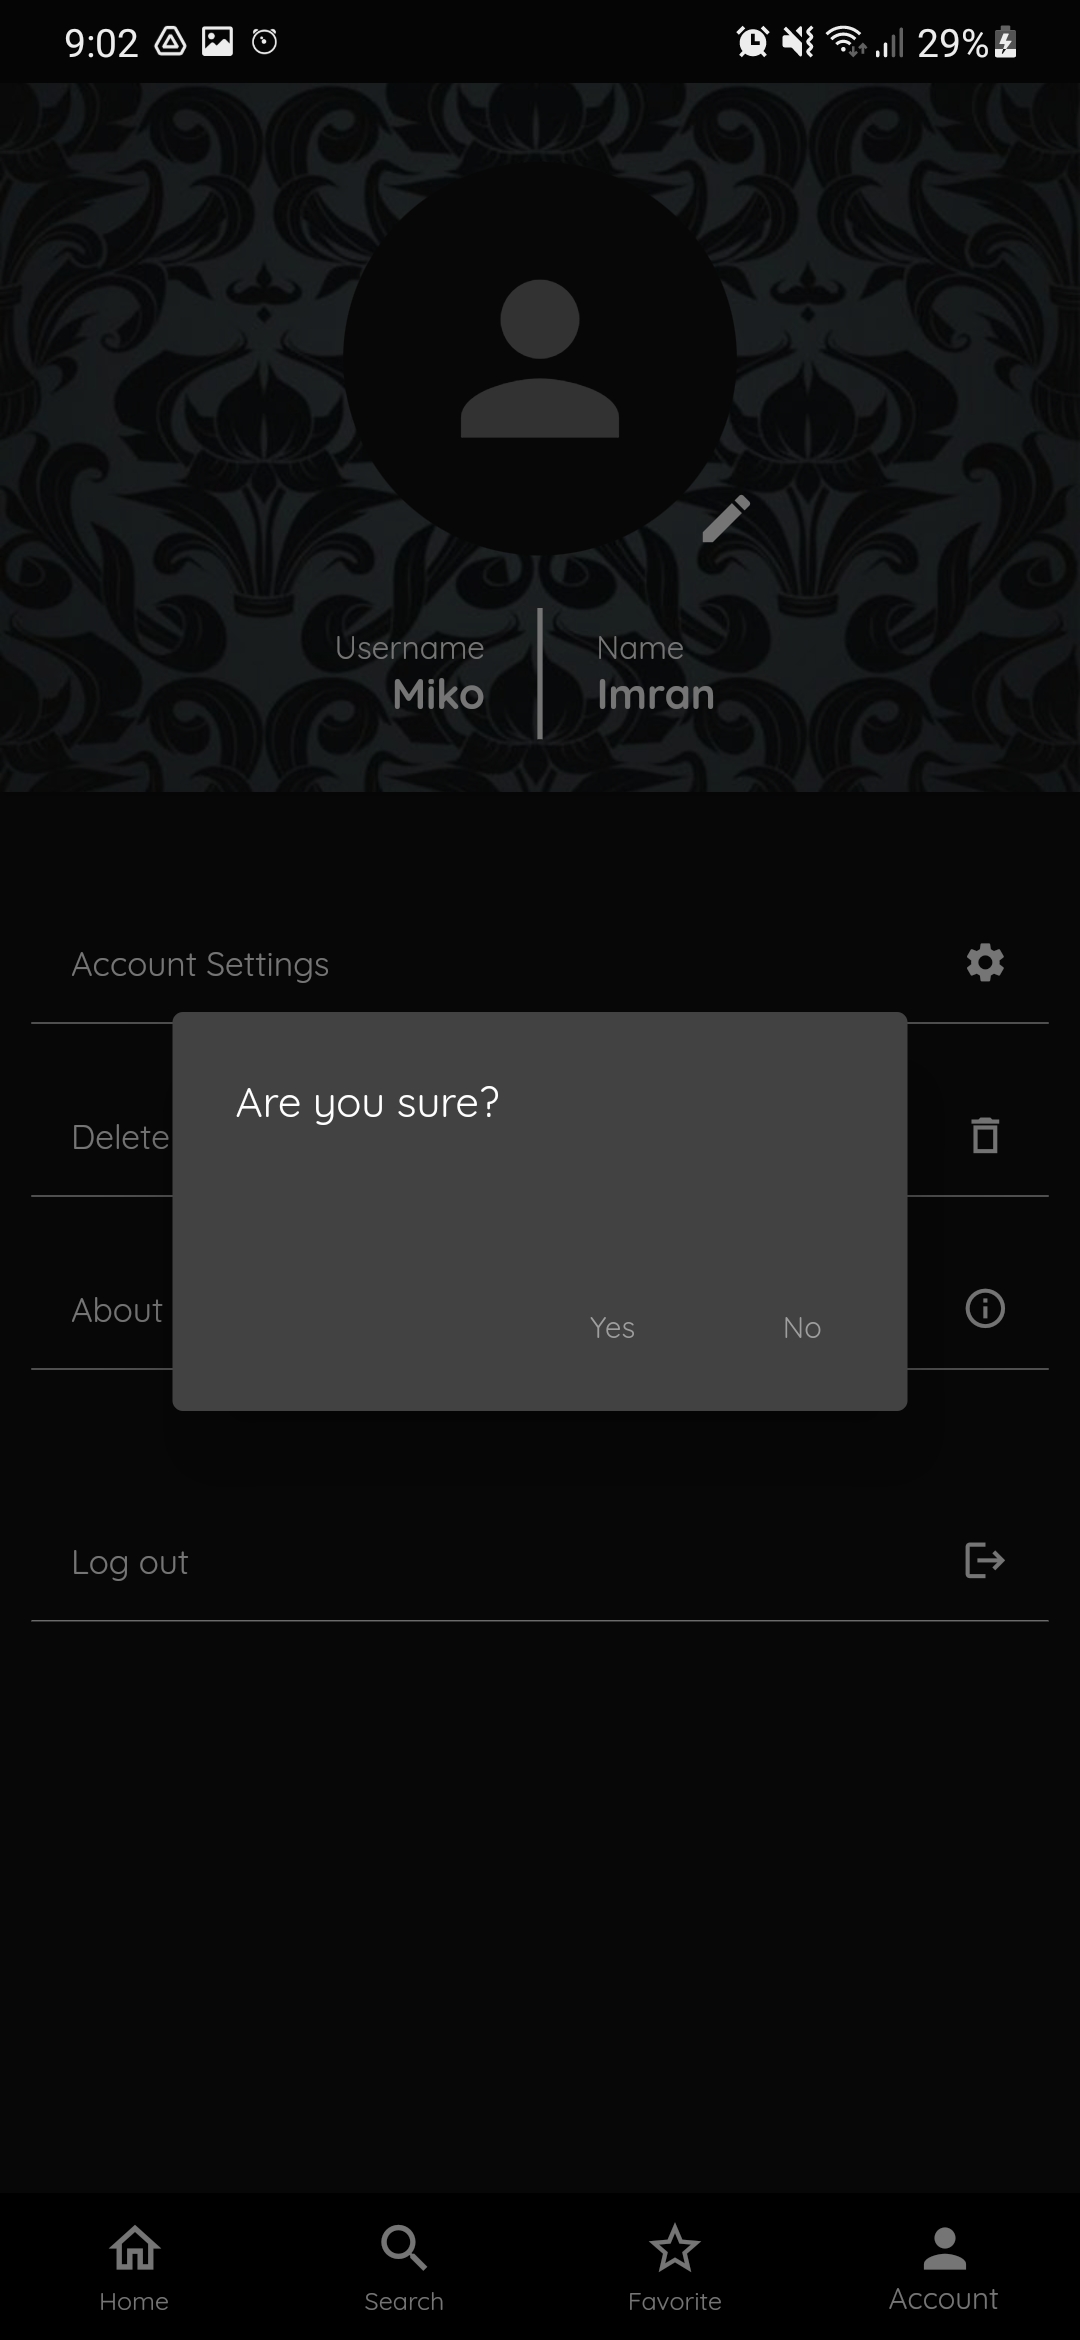 9:02 29%
Username Name
Miko Imran
Account Settings
Are you sure?
Delete
About
Yes No
Log out
Home Search Favorite Account